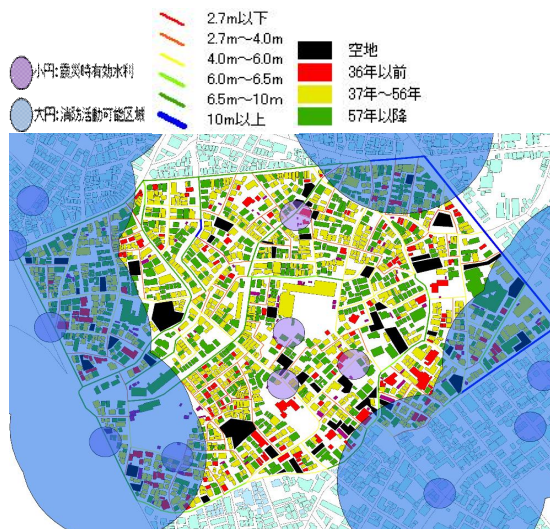 2.7m以下
2.7m～4.0m
4.0m～6.0m
6.0m～6.5m
6.5m～10m
10m以上
小円:震災時有効水利
大円:消防活動可能区域
空地
36年以前
37年～56年
57年以降